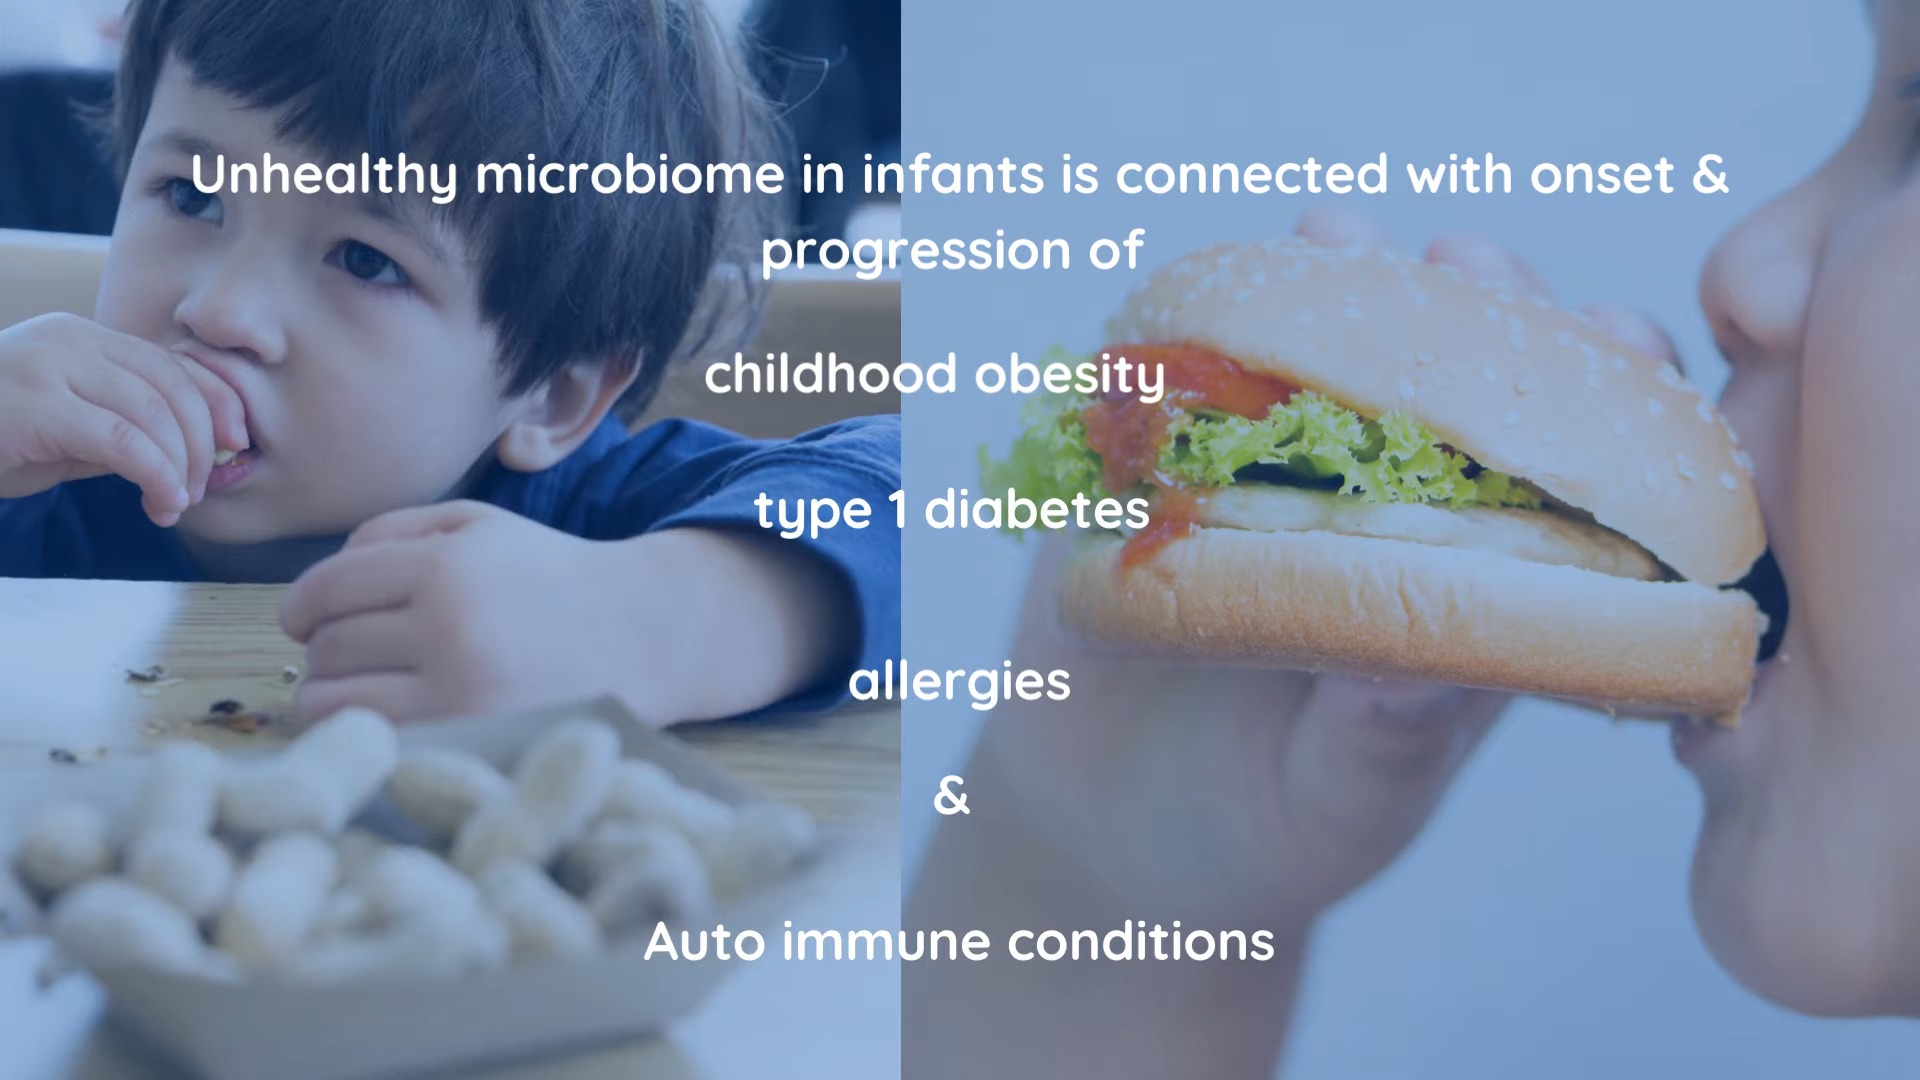 Unhealthy microbiome in infants is connected with onset &
progression of
childhood obesity
type 1 diabetes
allergies
&
Auto immune conditions